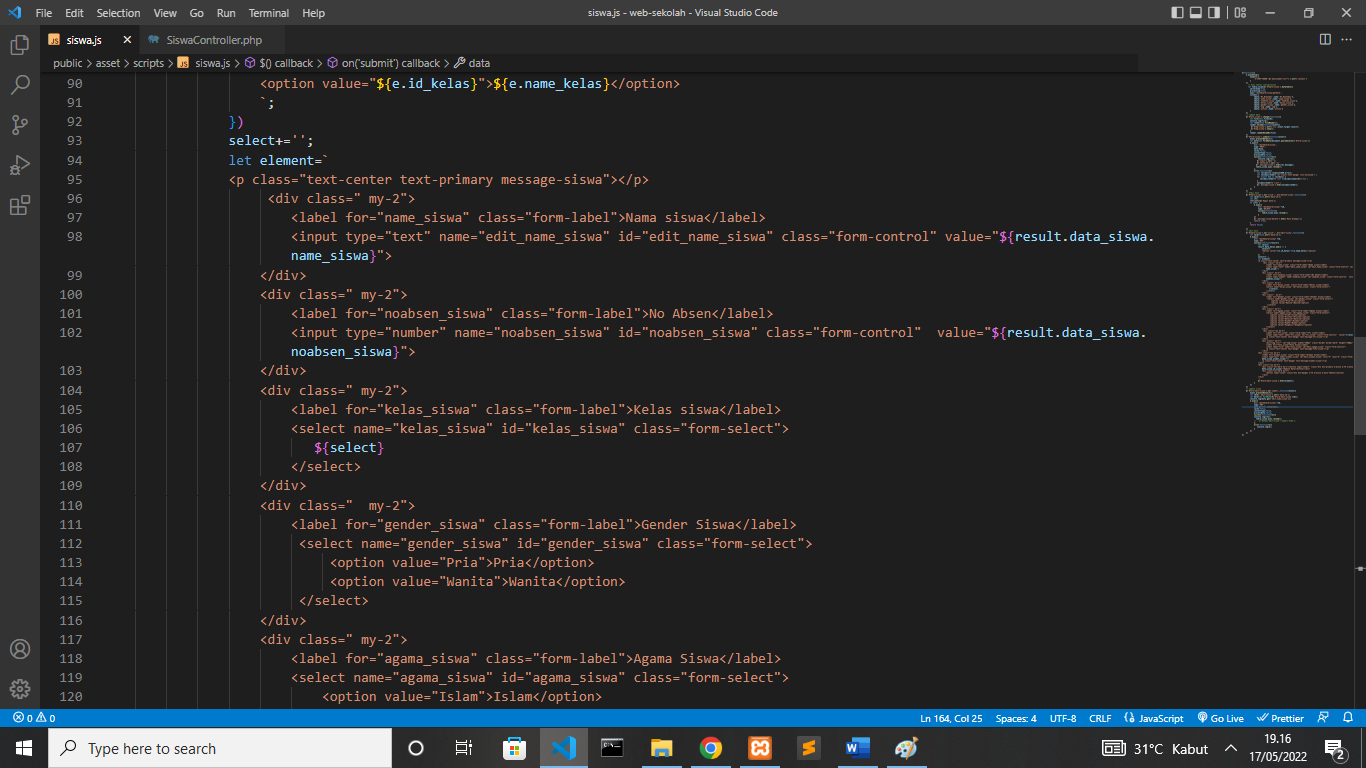 File Edit Selection View Go Run Terminal Help siswa.js - web-sekolah - Visual Studio Code
siswa.js SiswaController.php
public > asset > scripts > siswa.js > $() callback > on('submit') callback > data
90 <option value="${e.id_kelas}">${e.name_kelas}</option>
91 `;
92 })
93 select+='';
94 let element=`
95 <p class="text-center text-primary message-siswa"></p>
96 <div class=" my-2">
97 <label for="name_siswa" class="form-label">Nama siswa</label>
98 <input type="text" name="edit_name_siswa" id="edit_name_siswa" class="form-control" value="${result.data_siswa.
name_siswa}">
99 </div>
100 <div class=" my-2">
101 <label for="noabsen_siswa" class="form-label">No Absen</label>
102 <input type="number" name="noabsen_siswa" id="noabsen_siswa" class="form-control"  value="${result.data_siswa.
noabsen_siswa}">
103 </div>
104 <div class=" my-2">
105 <label for="kelas_siswa" class="form-label">Kelas siswa</label>
106 <select name="kelas_siswa" id="kelas_siswa" class="form-select">
107 ${select}
108 </select>
109 </div>
110 <div class="  my-2">
111 <label for="gender_siswa" class="form-label">Gender Siswa</label>
112 <select name="gender_siswa" id="gender_siswa" class="form-select">
113 <option value="Pria">Pria</option>
114 <option value="Wanita">Wanita</option>
115 </select>
116 </div>
117 <div class=" my-2">
118 <label for="agama_siswa" class="form-label">Agama Siswa</label>
119 <select name="agama_siswa" id="agama_siswa" class="form-select">
120 <option value="Islam">Islam</option>
0 0 Ln 164, Col 25 Spaces: 4 UTF-8 CRLF JavaScript Go Live Prettier
Type here to search 31°C Kabut 19.16
17/05/2022 2